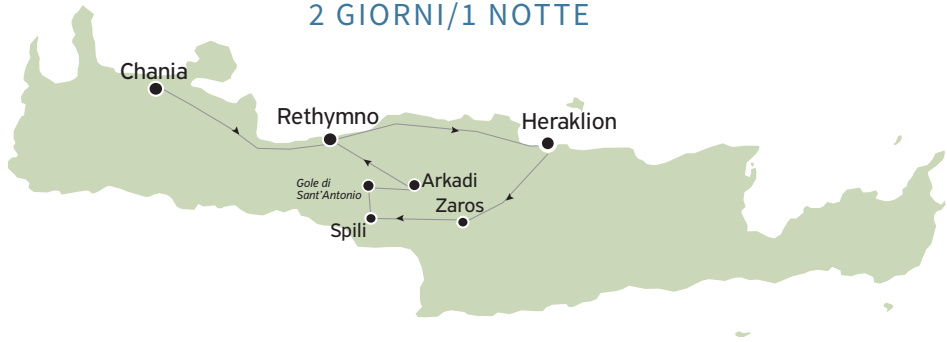 2 GIORNI/1 NOTTE
Chania
Rethymno
Heraklion
Gole di
Sant'Antonio
Arkadi
Zaros
Spili